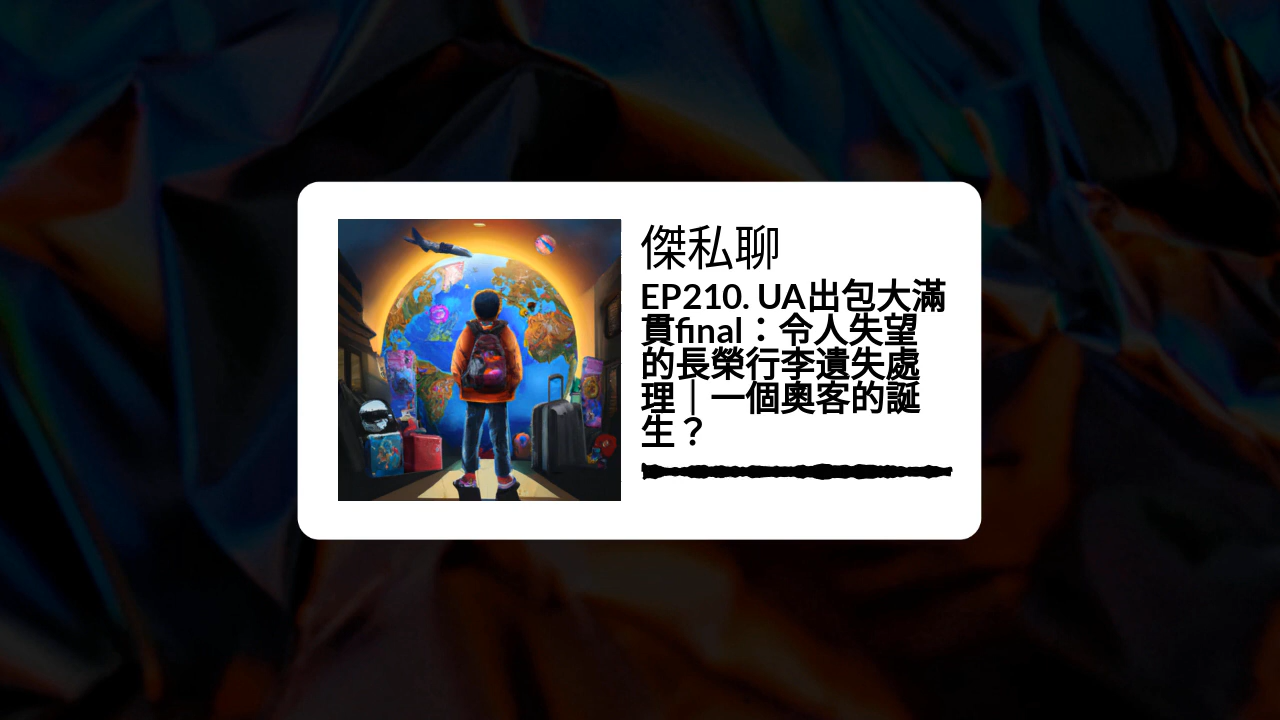 傑私聊
EP210. UA出包大滿
貫final：令人失望
的長榮行李遺失處
理｜一個奧客的誕
生？